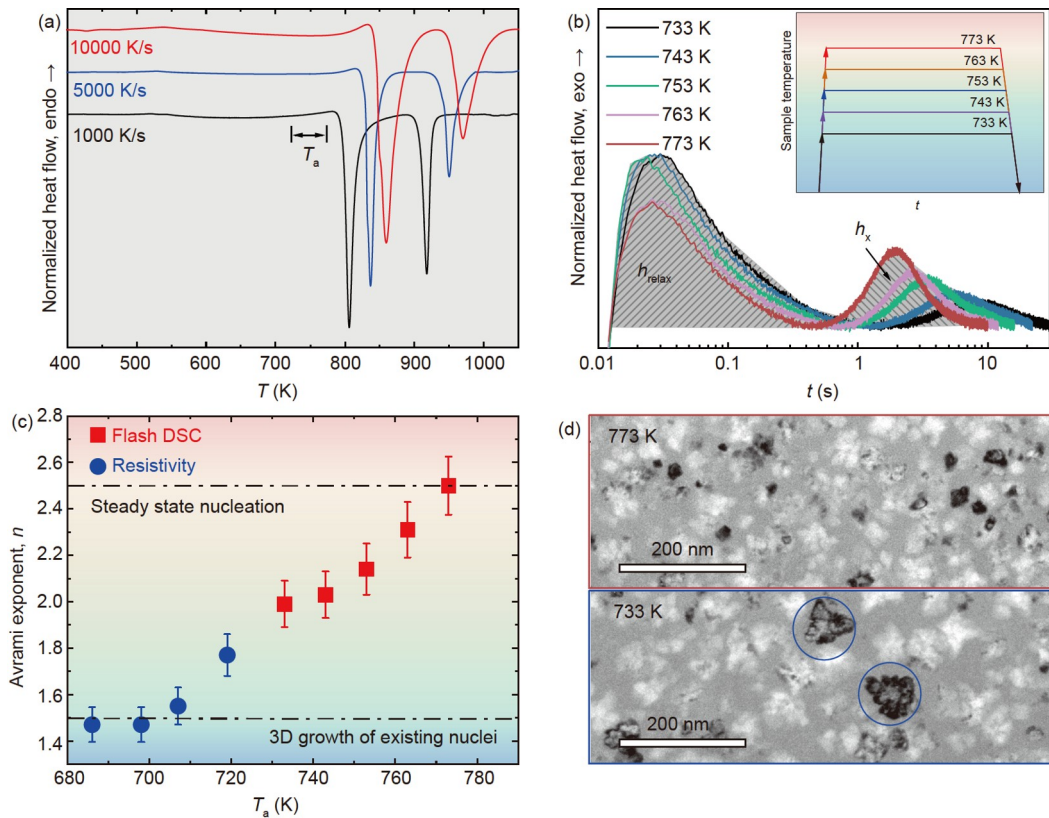 (a)
10000 K/s
5000 K/s
1000 K/s
Tₐ
Normalized heat flow, endo →
400 500 600 700 800 900 1000
T (K)
(b)
733 K
743 K
753 K
763 K
773 K
773 K
763 K
753 K
743 K
733 K
Sample temperature
t
h_relax
h_x
Normalized heat flow, exo →
0.01 0.1 1 10
t (s)
(c)
Flash DSC
Resistivity
Steady state nucleation
3D growth of existing nuclei
Avrami exponent, n
2.8
2.6
2.4
2.2
2.0
1.8
1.6
1.4
680 700 720 740 760 780
Tₐ (K)
(d)
773 K
200 nm
733 K
200 nm